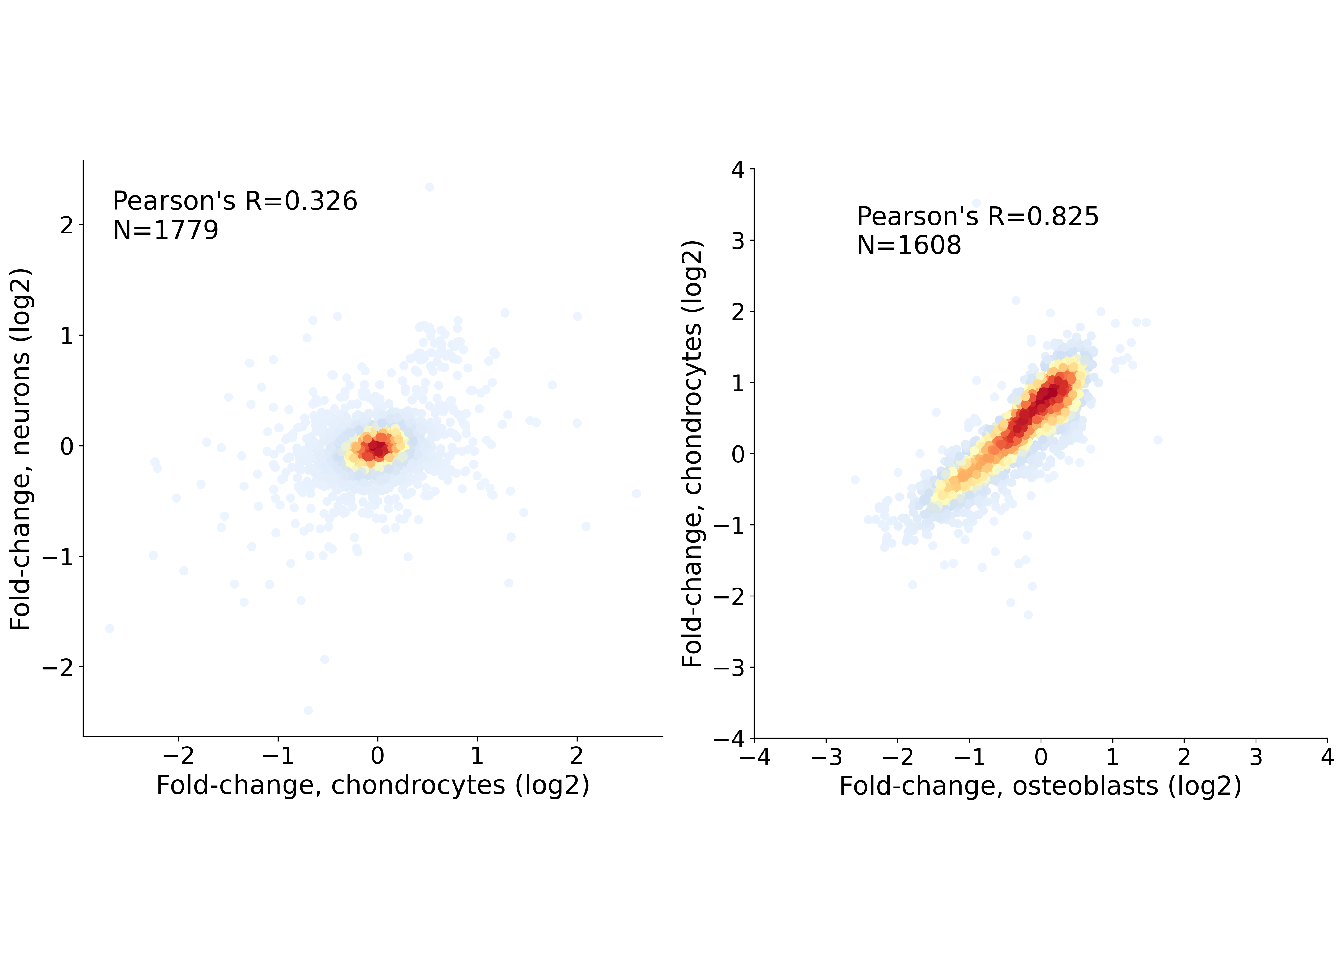 Pearson's R=0.326
N=1779
2
1
0
−1
−2
Fold-change, neurons (log2)
−2 −1 0 1 2
Fold-change, chondrocytes (log2)
Pearson's R=0.825
N=1608
4
3
2
1
0
−1
−2
−3
−4
Fold-change, chondrocytes (log2)
−4 −3 −2 −1 0 1 2 3 4
Fold-change, osteoblasts (log2)